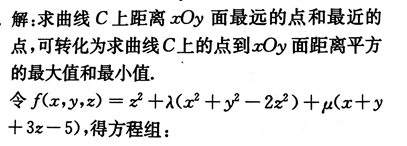 解:求曲线C上距离xOy面最远的点和最近的
点,可转化为求曲线C上的点到xOy面距离平方
的最大值和最小值.
令f(x,y,z)=z²+λ(x²+y²-2z²)+μ(x+y
+3z-5),得方程组: